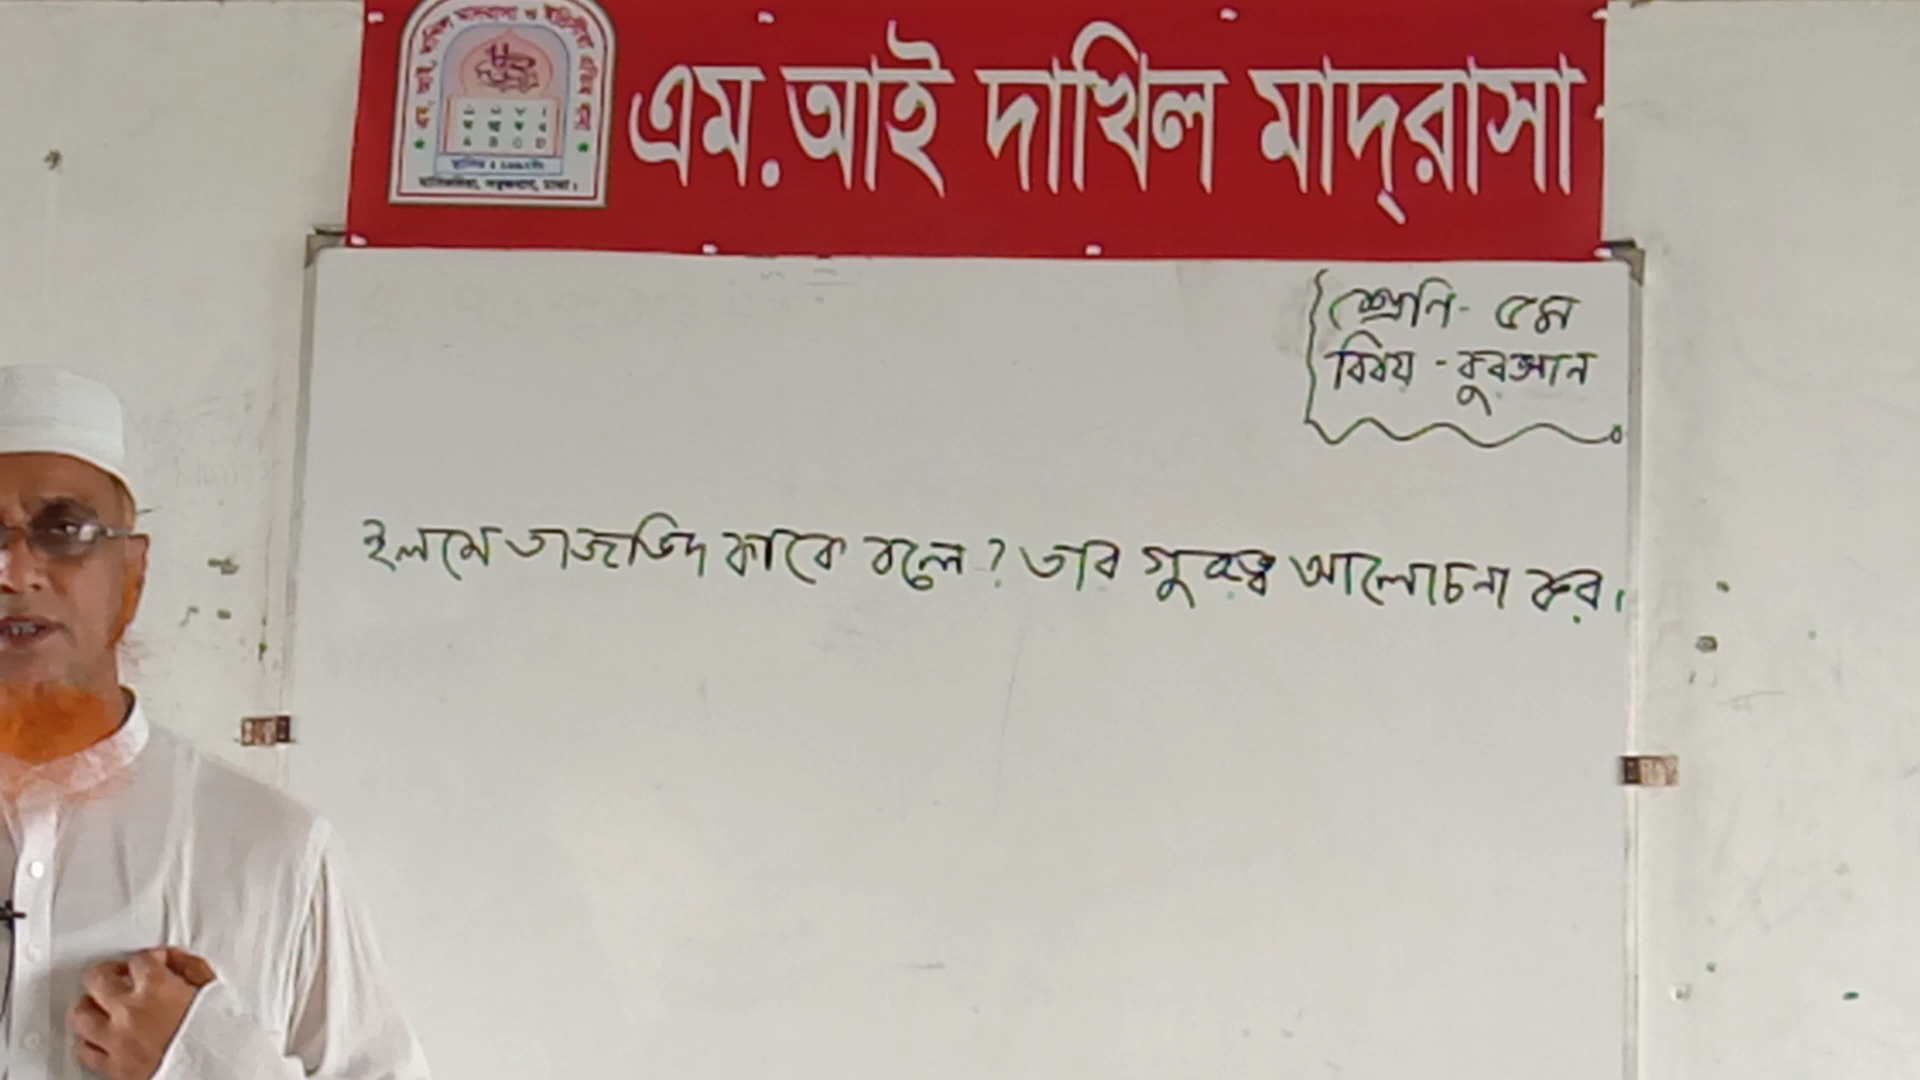 এম. আই দাখিল মাদ্‌রাসা
শ্রেণি - ৫ম
বিষয় - কুরআন
ইলমে তাজভিদ কাকে বলে? তার গুরুত্ব আলোচনা কর।